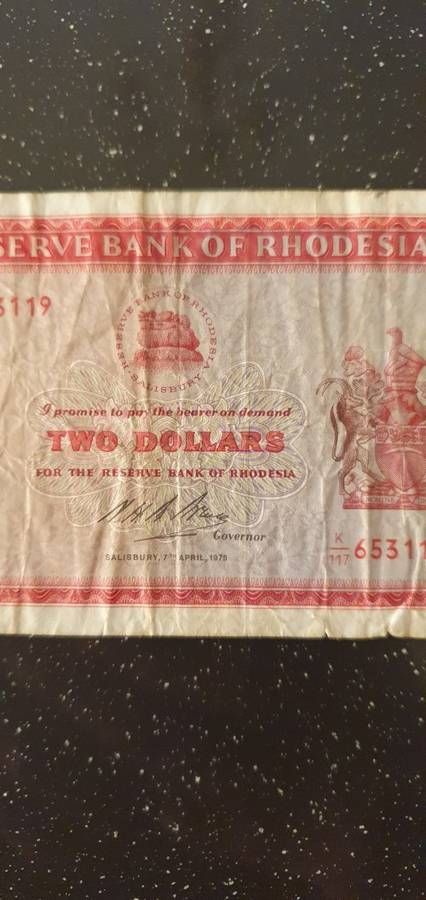 SERVE BANK OF RHODESIA
3119
RESERVE BANK OF RHODESIA
SALISBURY
I promise to pay the bearer on demand
TWO DOLLARS
FOR THE RESERVE BANK OF RHODESIA
Governor
SALISBURY, 7TH APRIL, 1975
K
117 65311